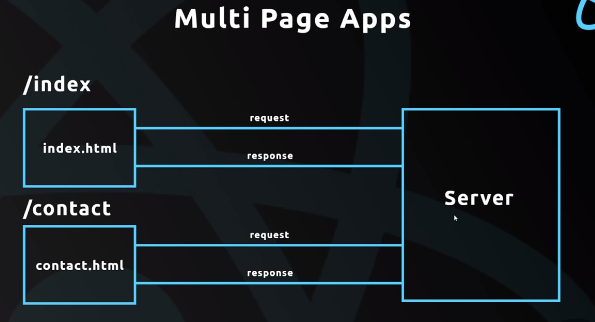 Multi Page Apps
/index
index.html
request
response
Server
/contact
contact.html
request
response